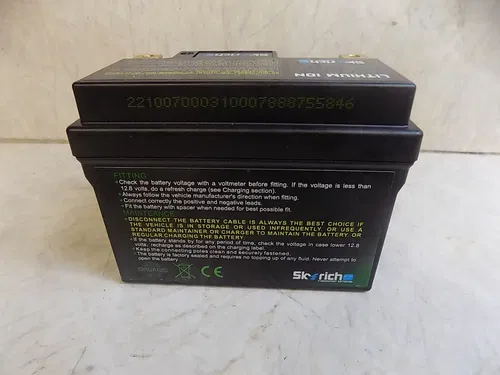 Skyrich
LITHIUM ION
221007000310007888755846
FITTING
•Check the battery voltage with a voltmeter before fitting. If the voltage is less than
12.8 volts, do a refresh charge (see Charging section).
•Always follow the vehicle manufacturer's direction when fitting.
•Connect correctly the positive and negative leads.
•Fit the battery with spacer when needed for best possible fit.
•DISCONNECT THE BATTERY CABLE IS ALWAYS THE BEST CHOICE IF
THE VEHICLE IS IN STORAGE OR USED INFREQUENTLY. OR USE A
STANDARD MAINTAINER OR CHARGER TO MAINTAIN THE BATTERY OR
REGULAR CHARGING THE BATTERY.
•If the battery stands by for any period of time, check the voltage in case lower 12.8
volt, recharge as described on the charging label.
•Keep the connecting poles clean and securely fastened.
•The battery is sealed and requires no looping up of any fluid. Never attempt to
open the battery .
CE
Skyrich